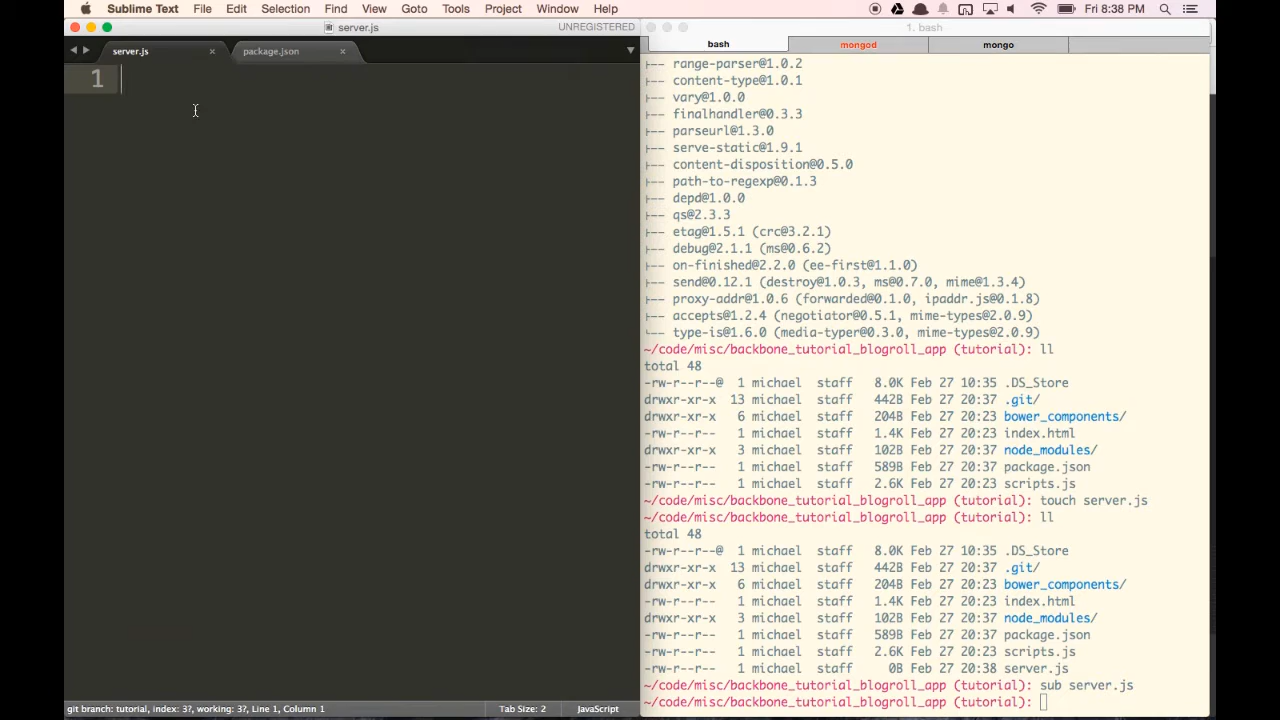 Sublime Text File Edit Selection Find View Goto Tools Project Window Help Fri 8:38 PM
server.js UNREGISTERED
server.js × package.json ×
1
git branch: tutorial, index: 3?, working: 3?, Line 1, Column 1 Tab Size: 2 JavaScript
1. bash
bash mongod mongo
├── range-parser@1.0.2
├── content-type@1.0.1
├── vary@1.0.0
├── finalhandler@0.3.3
├── parseurl@1.3.0
├── serve-static@1.9.1
├── content-disposition@0.5.0
├── path-to-regexp@0.1.3
├── depd@1.0.0
├── qs@2.3.3
├── etag@1.5.1 (crc@3.2.1)
├── debug@2.1.1 (ms@0.6.2)
├── on-finished@2.2.0 (ee-first@1.1.0)
├── send@0.12.1 (destroy@1.0.3, ms@0.7.0, mime@1.3.4)
├── proxy-addr@1.0.6 (forwarded@0.1.0, ipaddr.js@0.1.8)
├── accepts@1.2.4 (negotiator@0.5.1, mime-types@2.0.9)
└── type-is@1.6.0 (media-typer@0.3.0, mime-types@2.0.9)
~/code/misc/backbone_tutorial_blogroll_app (tutorial): ll
total 48
-rw-r--r--@ 1 michael staff 8.0K Feb 27 10:35 .DS_Store
drwxr-xr-x 13 michael staff 442B Feb 27 20:37 .git/
drwxr-xr-x 6 michael staff 204B Feb 27 20:23 bower_components/
-rw-r--r-- 1 michael staff 1.4K Feb 27 20:23 index.html
drwxr-xr-x 3 michael staff 102B Feb 27 20:37 node_modules/
-rw-r--r-- 1 michael staff 589B Feb 27 20:37 package.json
-rw-r--r-- 1 michael staff 2.6K Feb 27 20:23 scripts.js
~/code/misc/backbone_tutorial_blogroll_app (tutorial): touch server.js
~/code/misc/backbone_tutorial_blogroll_app (tutorial): ll
total 48
-rw-r--r--@ 1 michael staff 8.0K Feb 27 10:35 .DS_Store
drwxr-xr-x 13 michael staff 442B Feb 27 20:37 .git/
drwxr-xr-x 6 michael staff 204B Feb 27 20:23 bower_components/
-rw-r--r-- 1 michael staff 1.4K Feb 27 20:23 index.html
drwxr-xr-x 3 michael staff 102B Feb 27 20:37 node_modules/
-rw-r--r-- 1 michael staff 589B Feb 27 20:37 package.json
-rw-r--r-- 1 michael staff 2.6K Feb 27 20:23 scripts.js
-rw-r--r-- 1 michael staff 0B Feb 27 20:38 server.js
~/code/misc/backbone_tutorial_blogroll_app (tutorial): sub server.js
~/code/misc/backbone_tutorial_blogroll_app (tutorial):